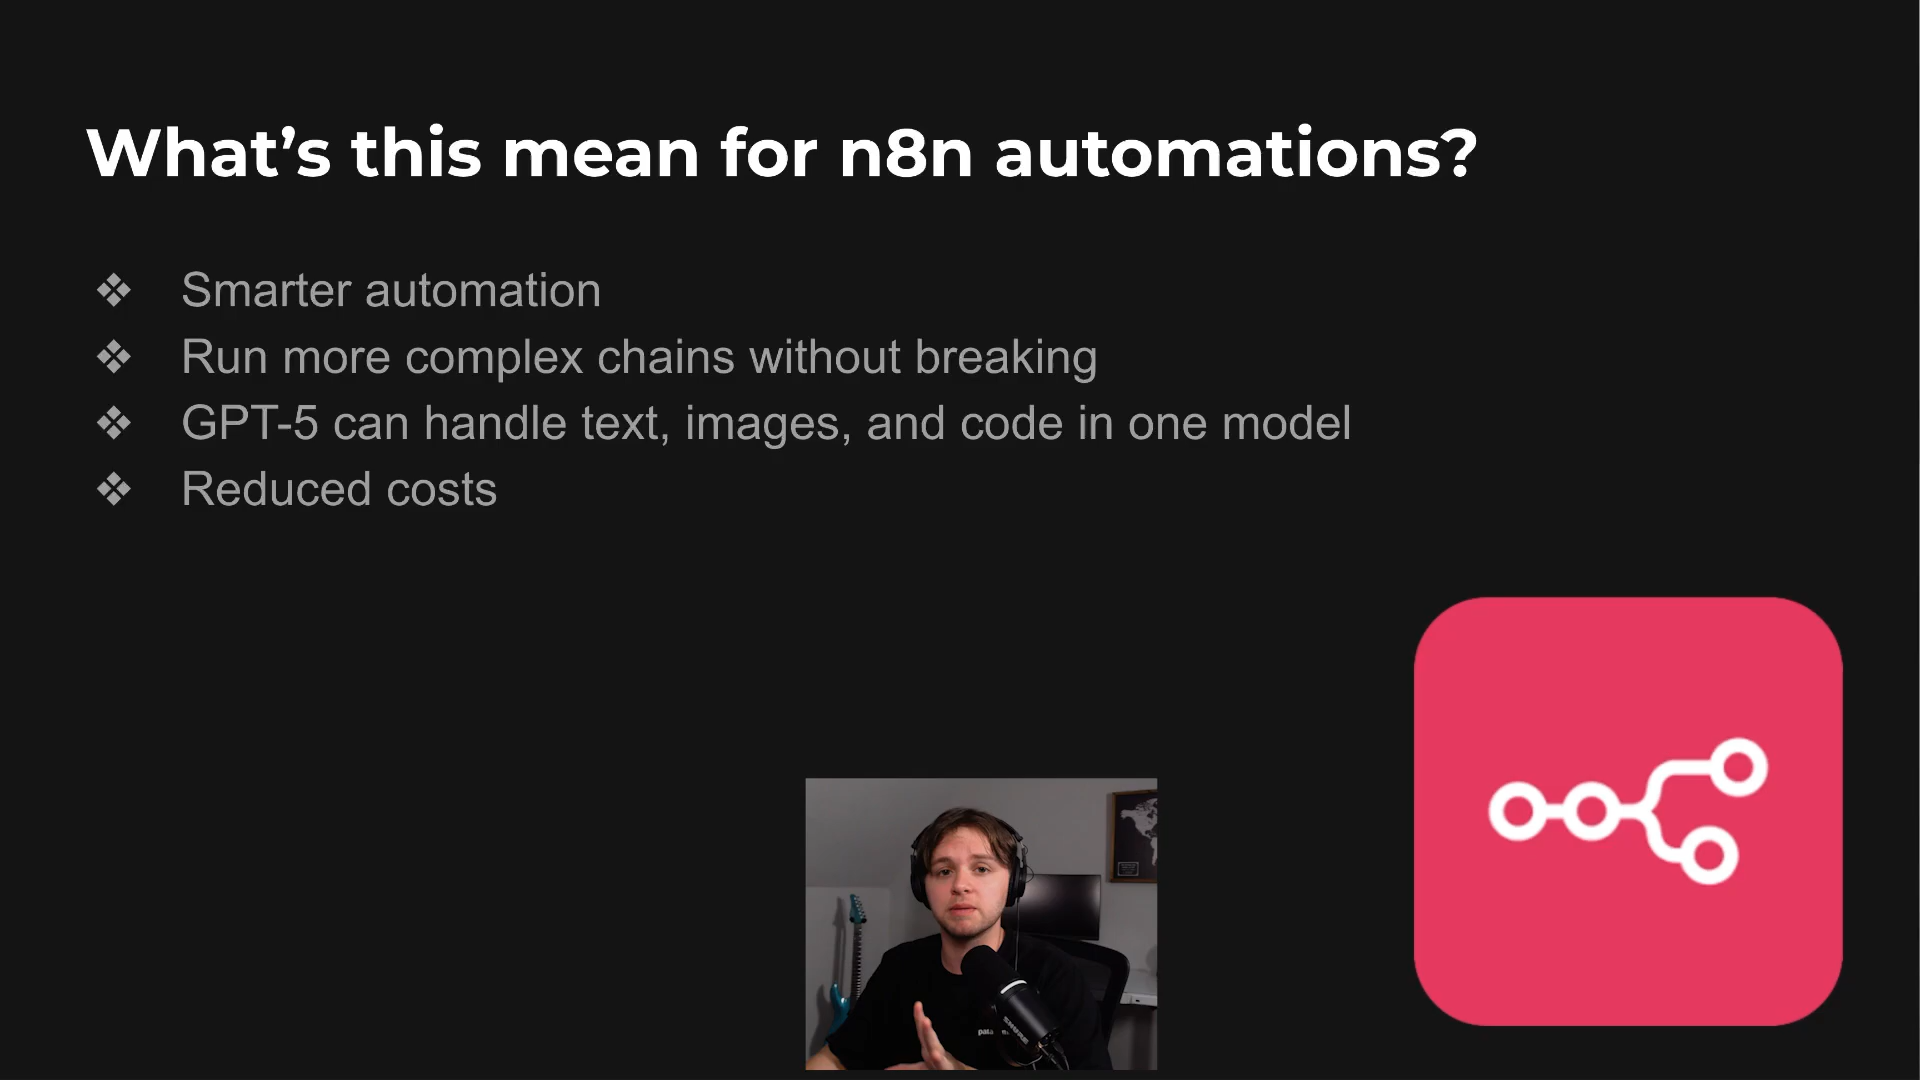 What’s this mean for n8n automations?
❖ Smarter automation
❖ Run more complex chains without breaking
❖ GPT-5 can handle text, images, and code in one model
❖ Reduced costs